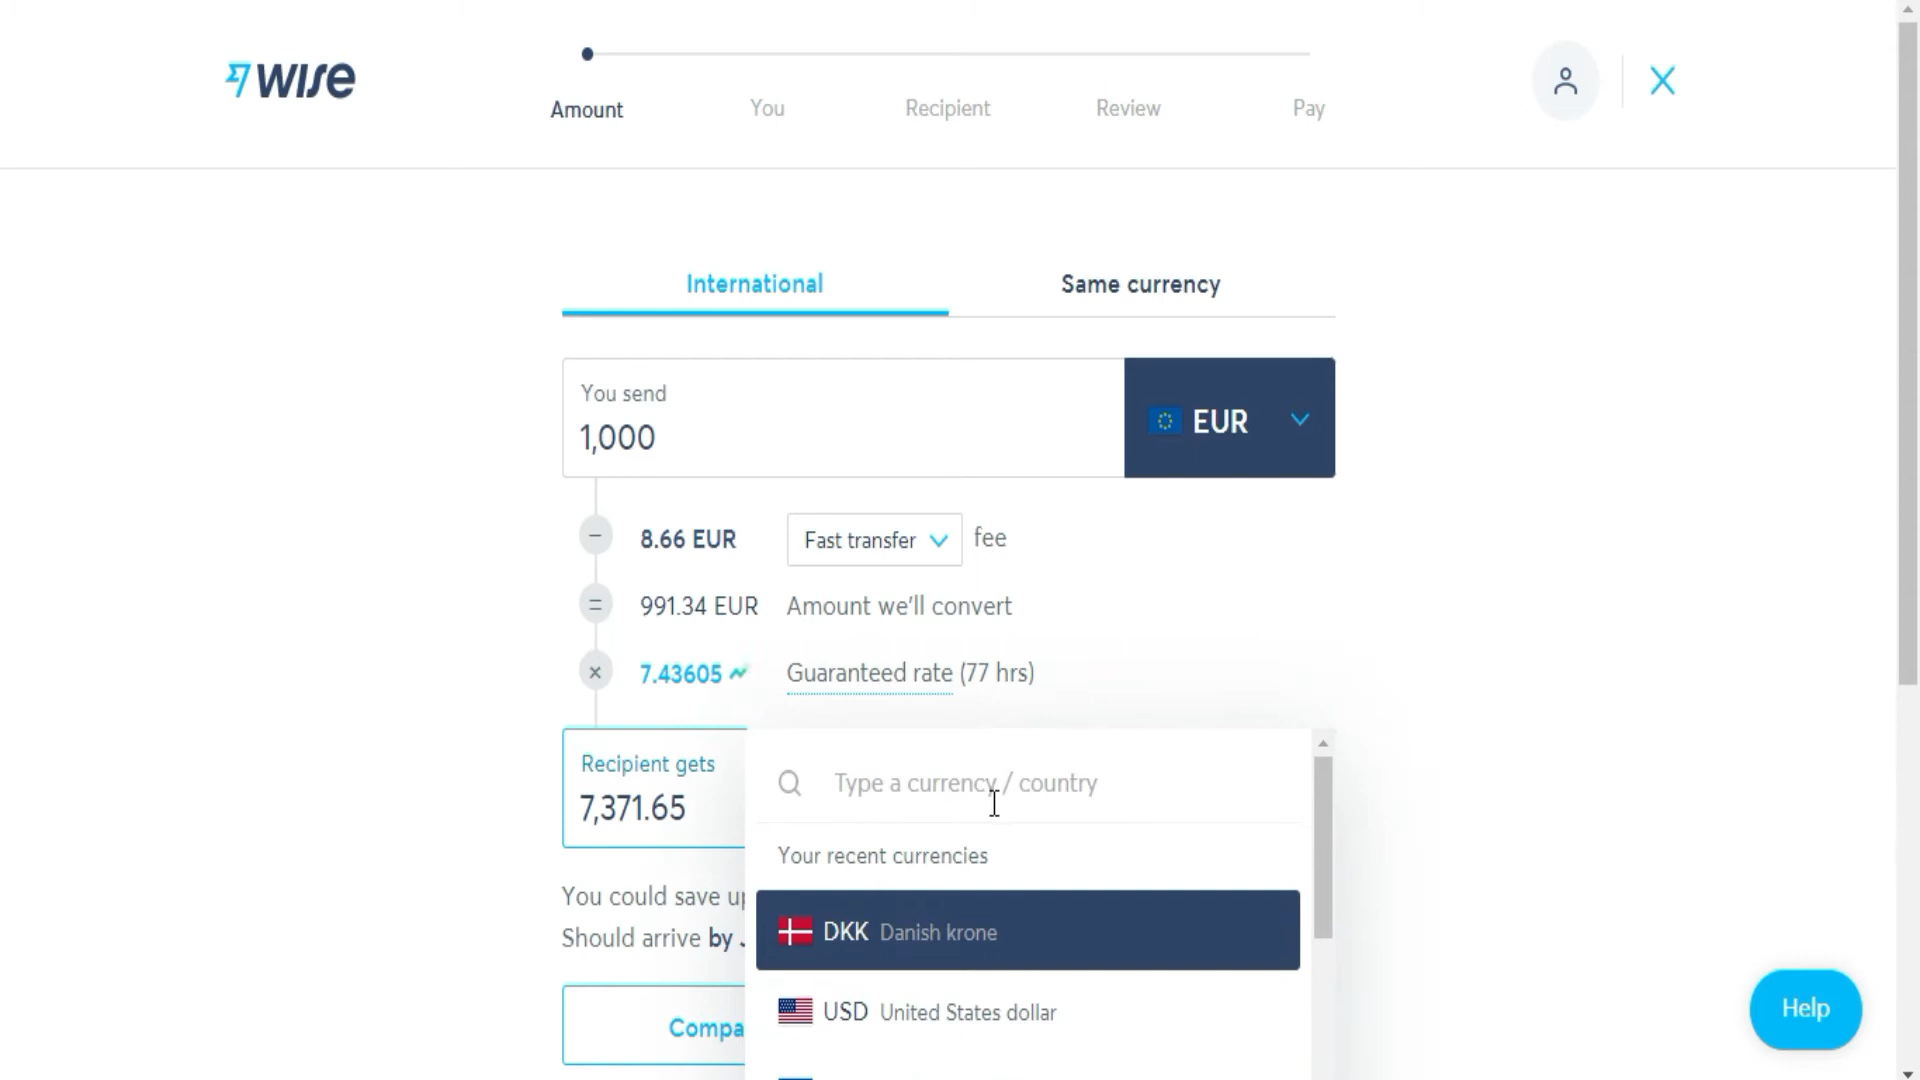 wise
Amount
You
Recipient
Review
Pay
International
Same currency
You send
1,000
EUR
8.66 EUR
Fast transfer
fee
991.34 EUR
Amount we'll convert
7.43605
Guaranteed rate (77 hrs)
Recipient gets
7,371.65
Type a currency / country
Your recent currencies
You could save
Should arrive by
DKK Danish krone
USD United States dollar
Help